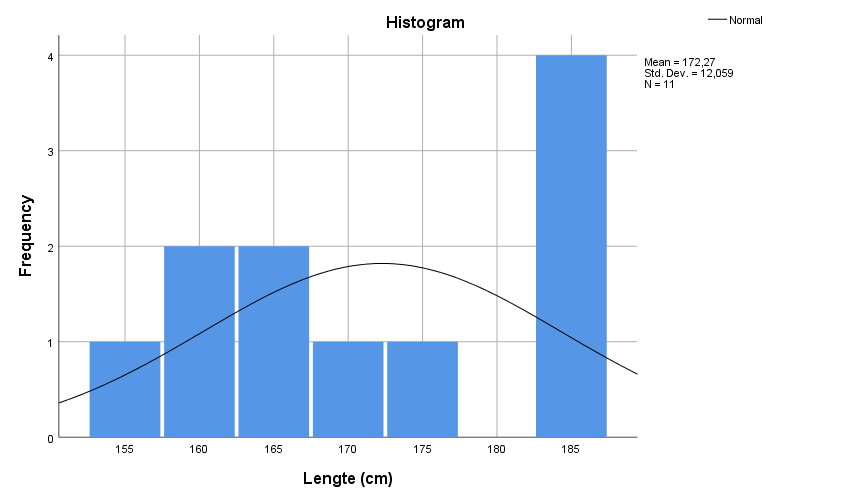 Histogram
Normal
Mean = 172,27
Std. Dev. = 12,059
N = 11
Frequency
4
3
2
1
0
155 160 165 170 175 180 185
Lengte (cm)